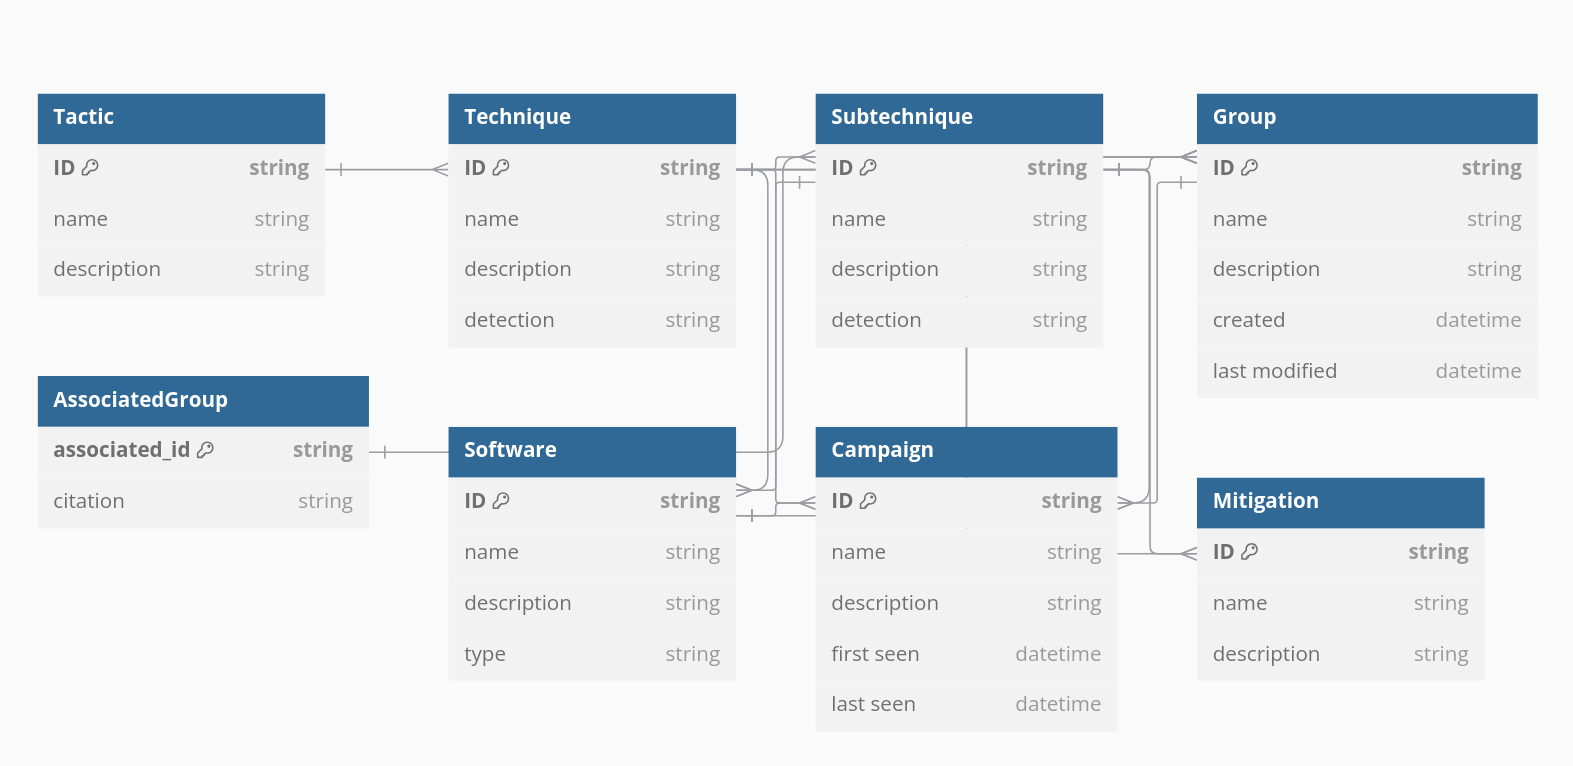 Tactic
ID string
name string
description string
Technique
ID string
name string
description string
detection string
Subtechnique
ID string
name string
description string
detection string
Group
ID string
name string
description string
created datetime
last modified datetime
AssociatedGroup
associated_id string
citation string
Software
ID string
name string
description string
type string
Campaign
ID string
name string
description string
first seen datetime
last seen datetime
Mitigation
ID string
name string
description string